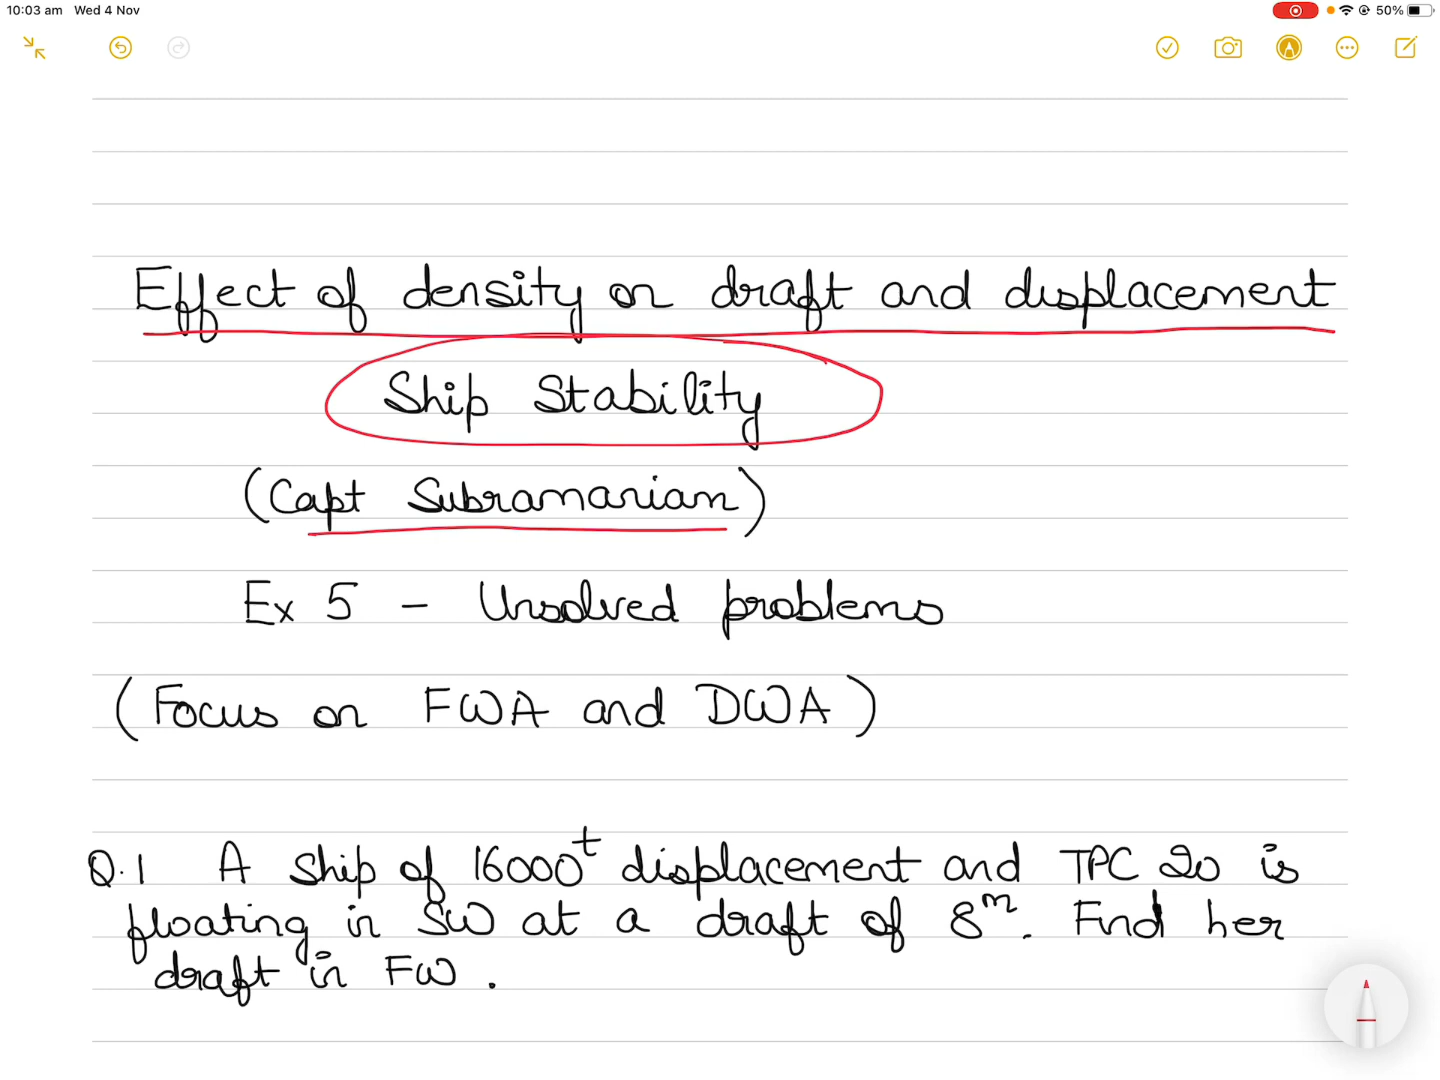 10:03 am Wed 4 Nov
50%
Effect of density on draft and displacement
Ship Stability
(Capt Subramanian)
Ex 5 - Unsolved problems
(Focus on FWA and DWA)
Q.1 A ship of 16000t displacement and TPC 20 is
floating in SW at a draft of 8m. Find her
draft in FW.